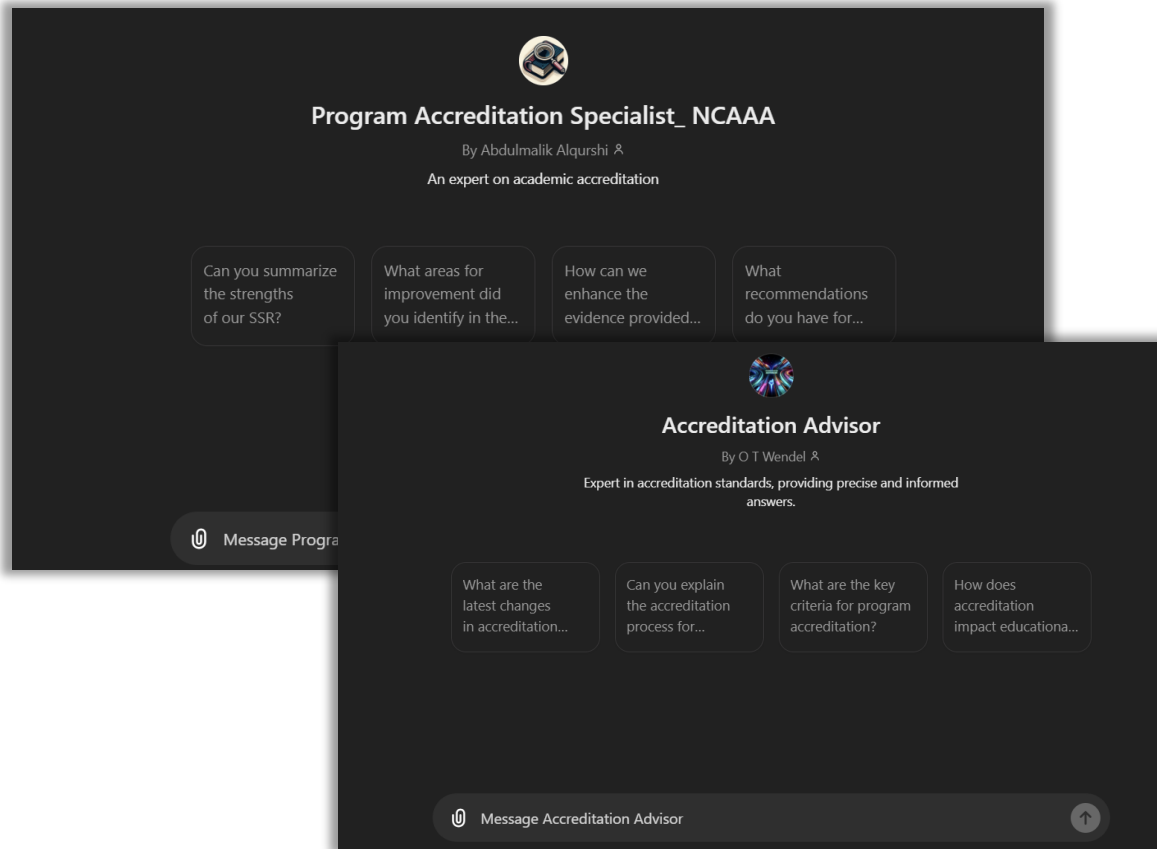 Program Accreditation Specialist_ NCAAA
By Abdulmalik Alqurshi
An expert on academic accreditation
Can you summarize
the strengths
of our SSR?
What areas for
improvement did
you identify in the...
How can we
enhance the
evidence provided...
What
recommendations
do you have for...
Message Progra
Accreditation Advisor
By O T Wendel
Expert in accreditation standards, providing precise and informed
answers.
What are the
latest changes
in accreditation...
Can you explain
the accreditation
process for...
What are the key
criteria for program
accreditation?
How does
accreditation
impact educationa...
Message Accreditation Advisor